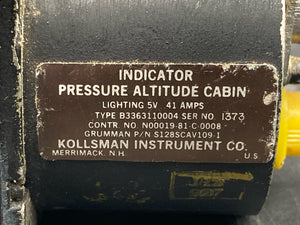 INDICATOR
PRESSURE ALTITUDE CABIN
LIGHTING 5V .41 AMPS
TYPE B3363110004 SER NO. 1373
CONTR. NO. N00019-81-C-0008
GRUMMAN P/N S128SCAV109-1
KOLLSMAN INSTRUMENT CO.
MERRIMACK, N.H. U.S.